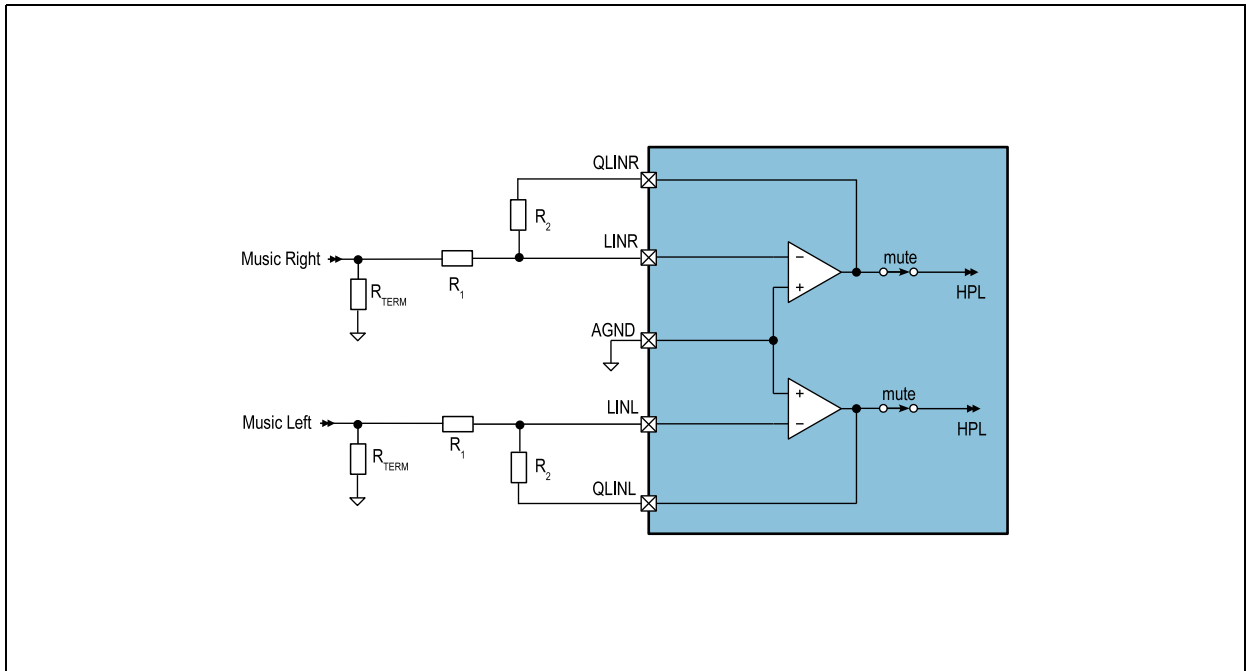 QLINR
R2
LINR
mute
Music Right
R1
HPL
RTERM
AGND
mute
LINL
Music Left
HPL
R1
RTERM
R2
QLINL